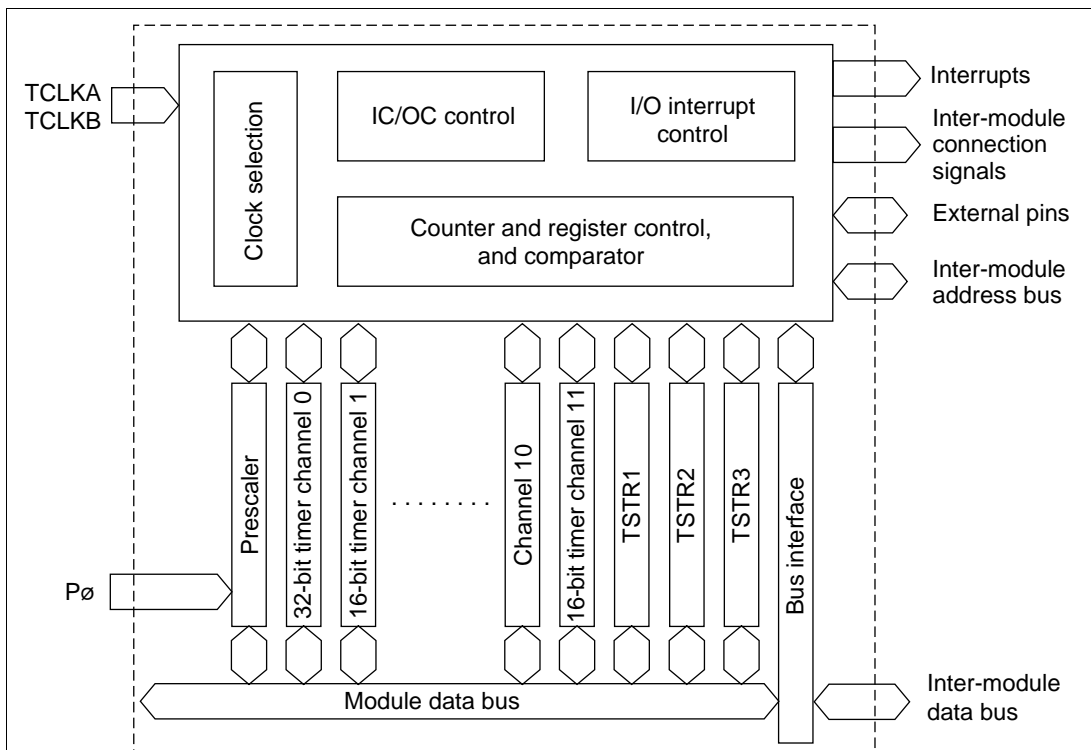 TCLKA
TCLKB
Clock selection
IC/OC control
I/O interrupt
control
Counter and register control,
and comparator
Interrupts
Inter-module
connection
signals
External pins
Inter-module
address bus
Prescaler
32-bit timer channel 0
16-bit timer channel 1
. . . . . . . .
Channel 10
16-bit timer channel 11
TSTR1
TSTR2
TSTR3
Bus interface
Pø
Module data bus
Inter-module
data bus